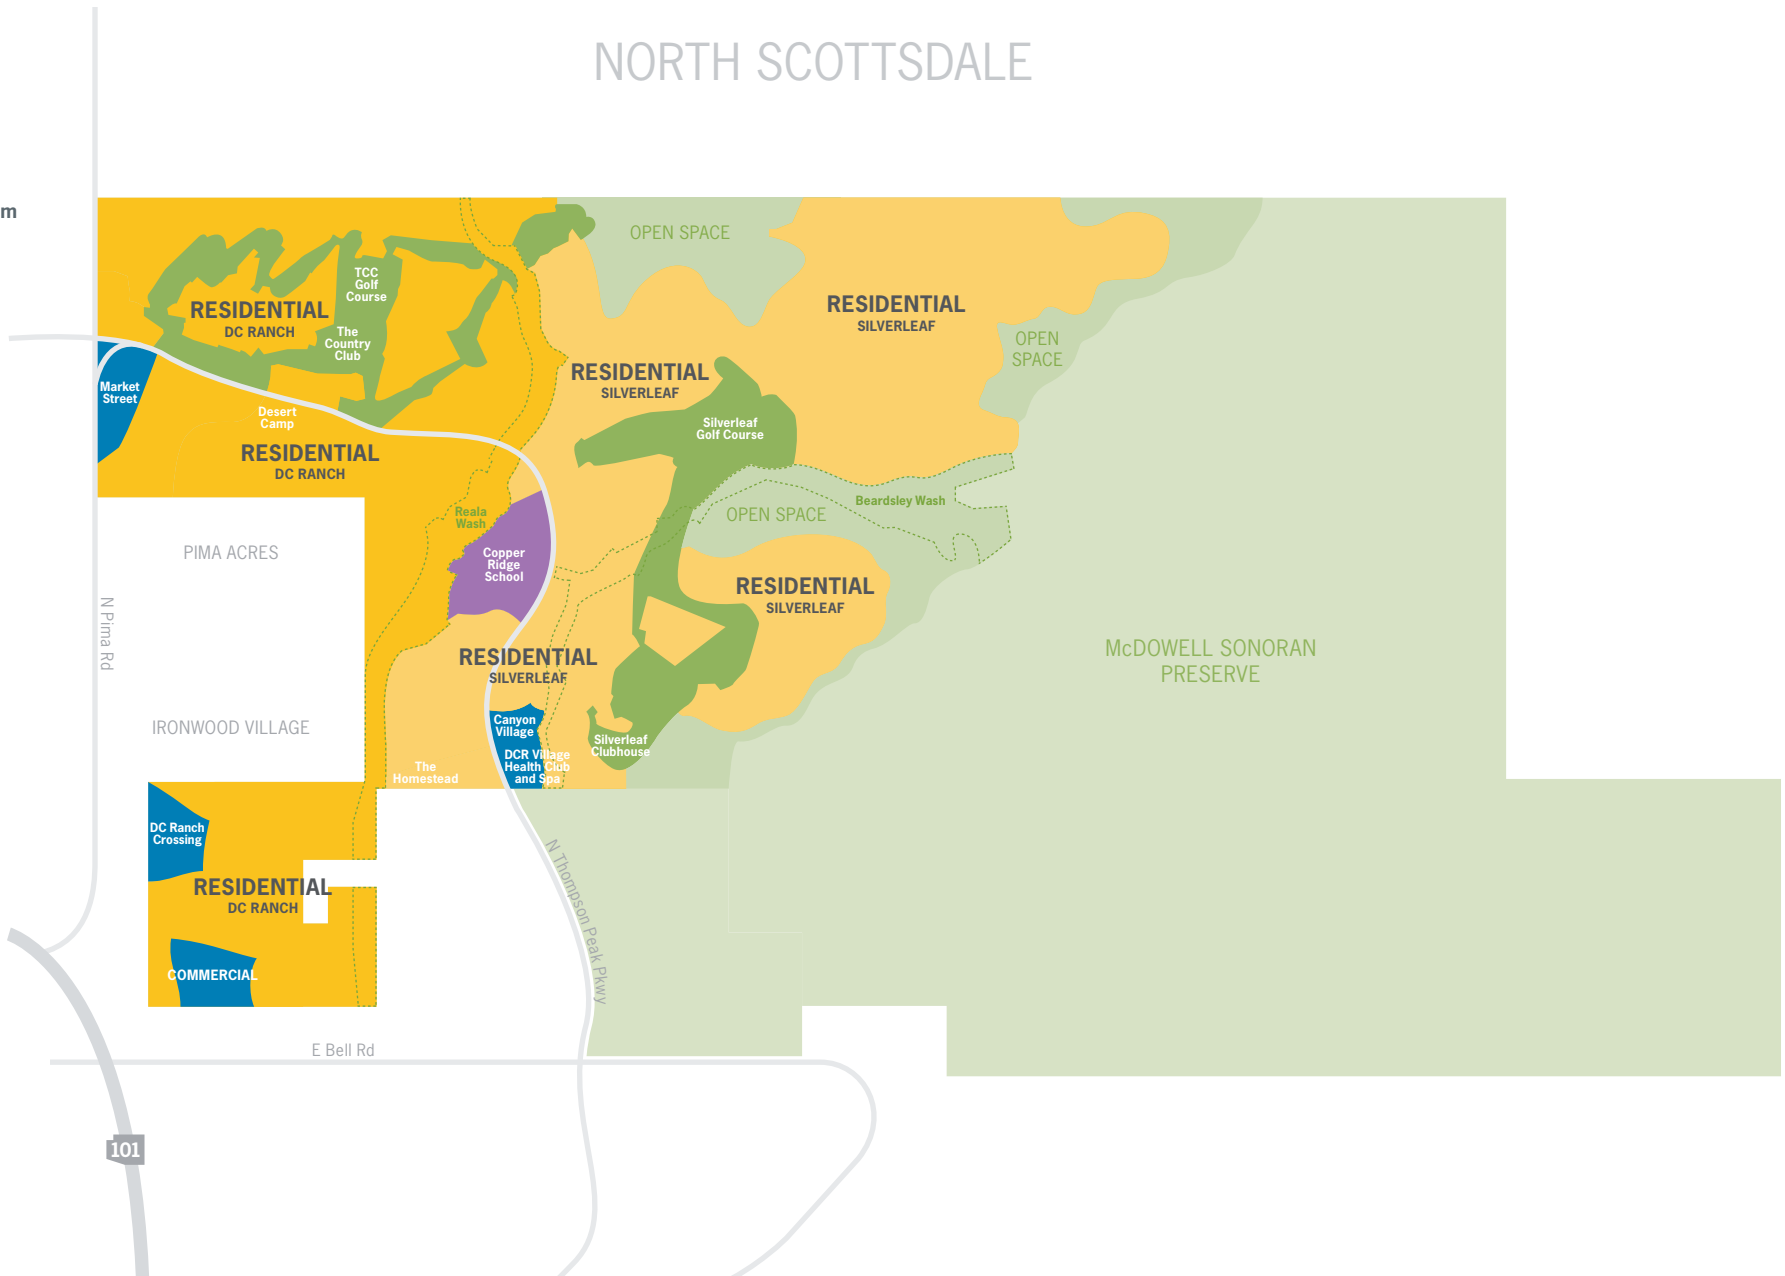 NORTH SCOTTSDALE
m
OPEN SPACE
TCC
Golf
Course
RESIDENTIAL
DC RANCH
The
Country
Club
RESIDENTIAL
SILVERLEAF
OPEN
SPACE
RESIDENTIAL
SILVERLEAF
Market
Street
Desert
Camp
Silverleaf
Golf Course
RESIDENTIAL
DC RANCH
Beardsley Wash
Reala
Wash
OPEN SPACE
PIMA ACRES
Copper
Ridge
School
RESIDENTIAL
SILVERLEAF
N Pima Rd
McDOWELL SONORAN
PRESERVE
RESIDENTIAL
SILVERLEAF
IRONWOOD VILLAGE
Canyon
Village
Silverleaf
Clubhouse
DCR Village
Health Club
and Spa
The
Homestead
DC Ranch
Crossing
RESIDENTIAL
DC RANCH
N Thompson Peak Pkwy
COMMERCIAL
E Bell Rd
101